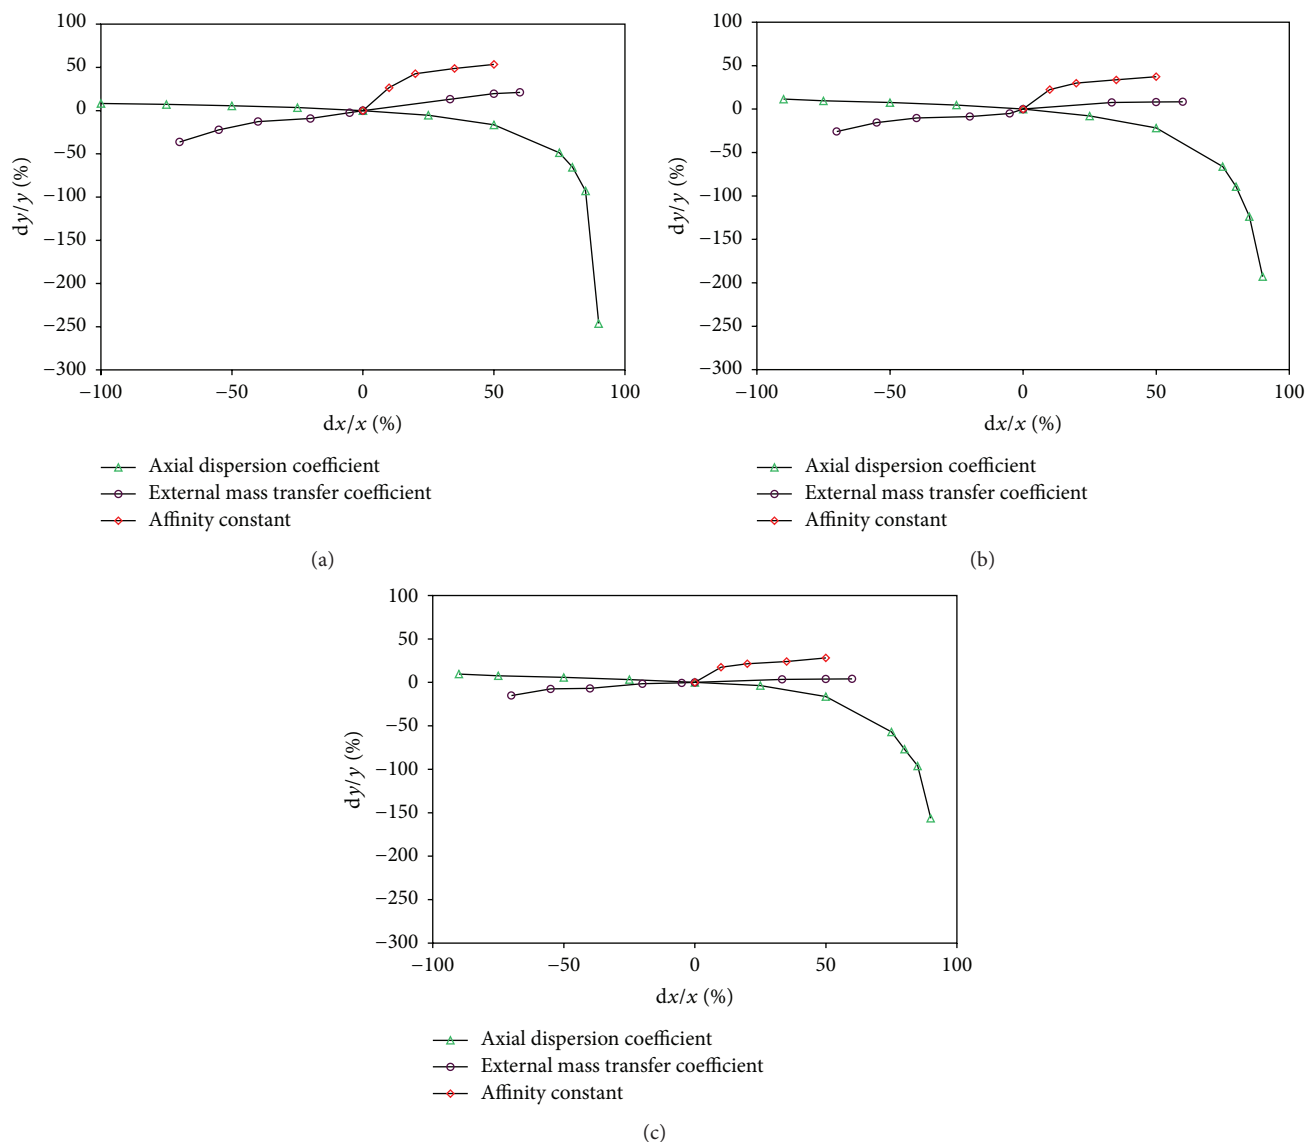 100
50
0
−50
−100
−150
−200
−250
−300
dy/y (%)
−100 −50 0 50 100
dx/x (%)
Axial dispersion coefficient
External mass transfer coefficient
Affinity constant
(a)
100
50
0
−50
−100
−150
−200
−250
−300
dy/y (%)
−100 −50 0 50 100
dx/x (%)
Axial dispersion coefficient
External mass transfer coefficient
Affinity constant
(b)
100
50
0
−50
−100
−150
−200
−250
−300
dy/y (%)
−100 −50 0 50 100
dx/x (%)
Axial dispersion coefficient
External mass transfer coefficient
Affinity constant
(c)